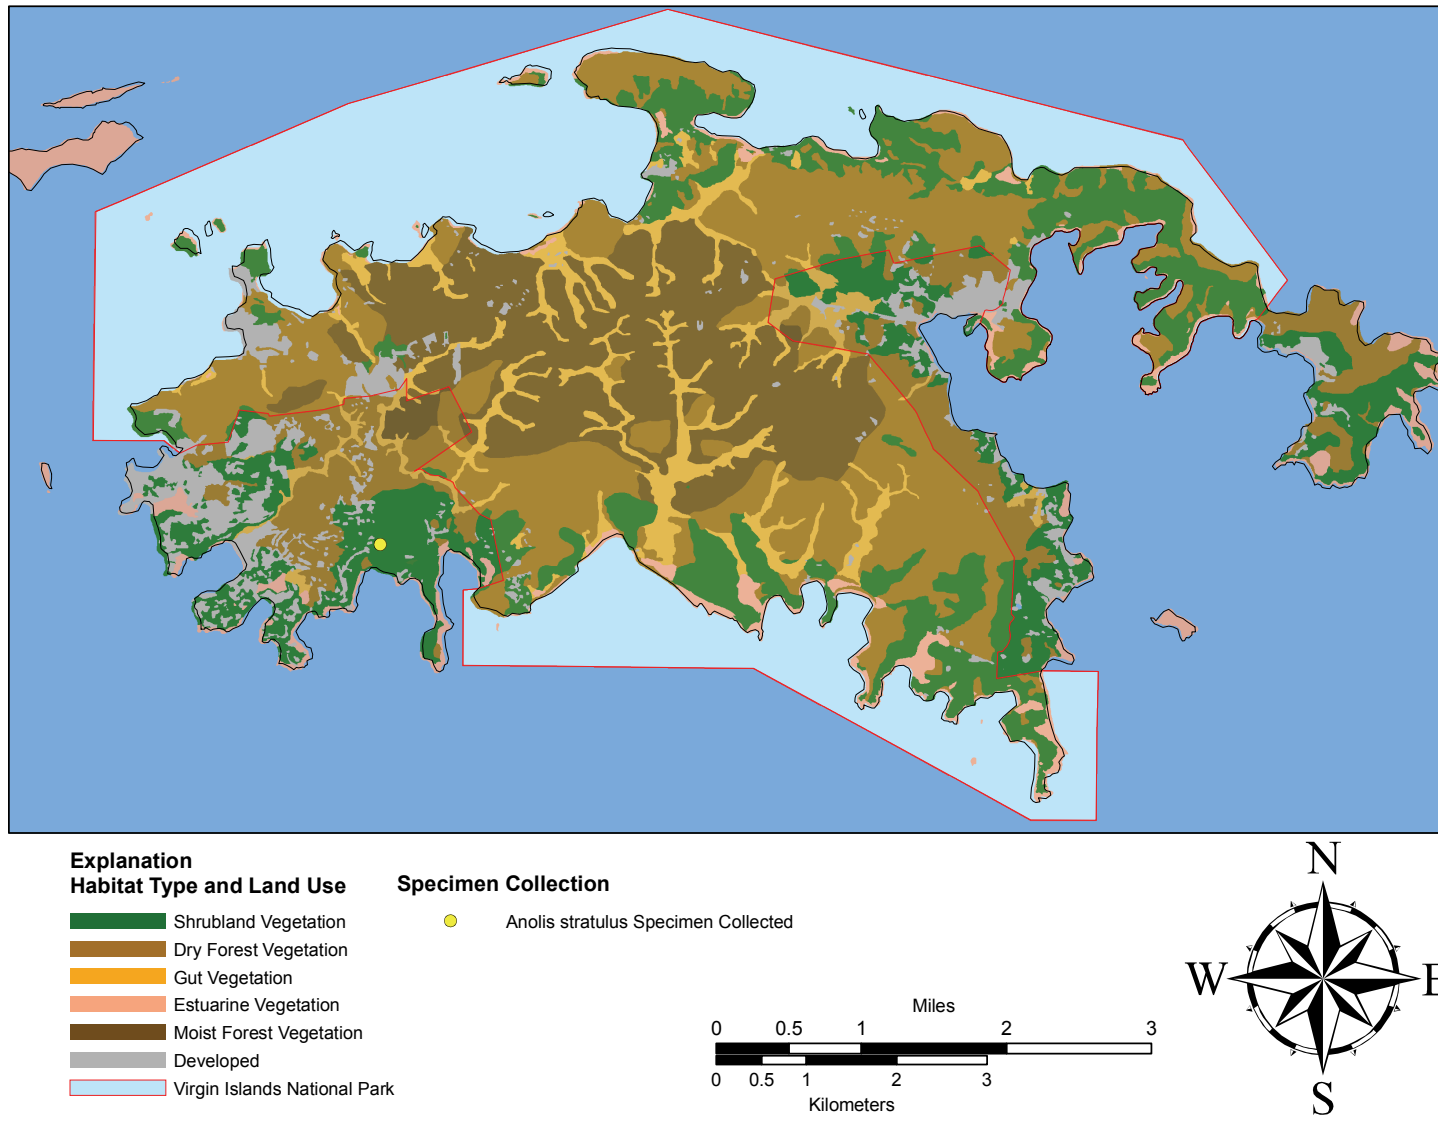 Explanation
Habitat Type and Land Use
Shrubland Vegetation
Dry Forest Vegetation
Gut Vegetation
Estuarine Vegetation
Moist Forest Vegetation
Developed
Virgin Islands National Park
Specimen Collection
Anolis stratulus Specimen Collected
Miles
0 0.5 1 2 3
0 0.5 1 2 3
Kilometers
N
W E
S